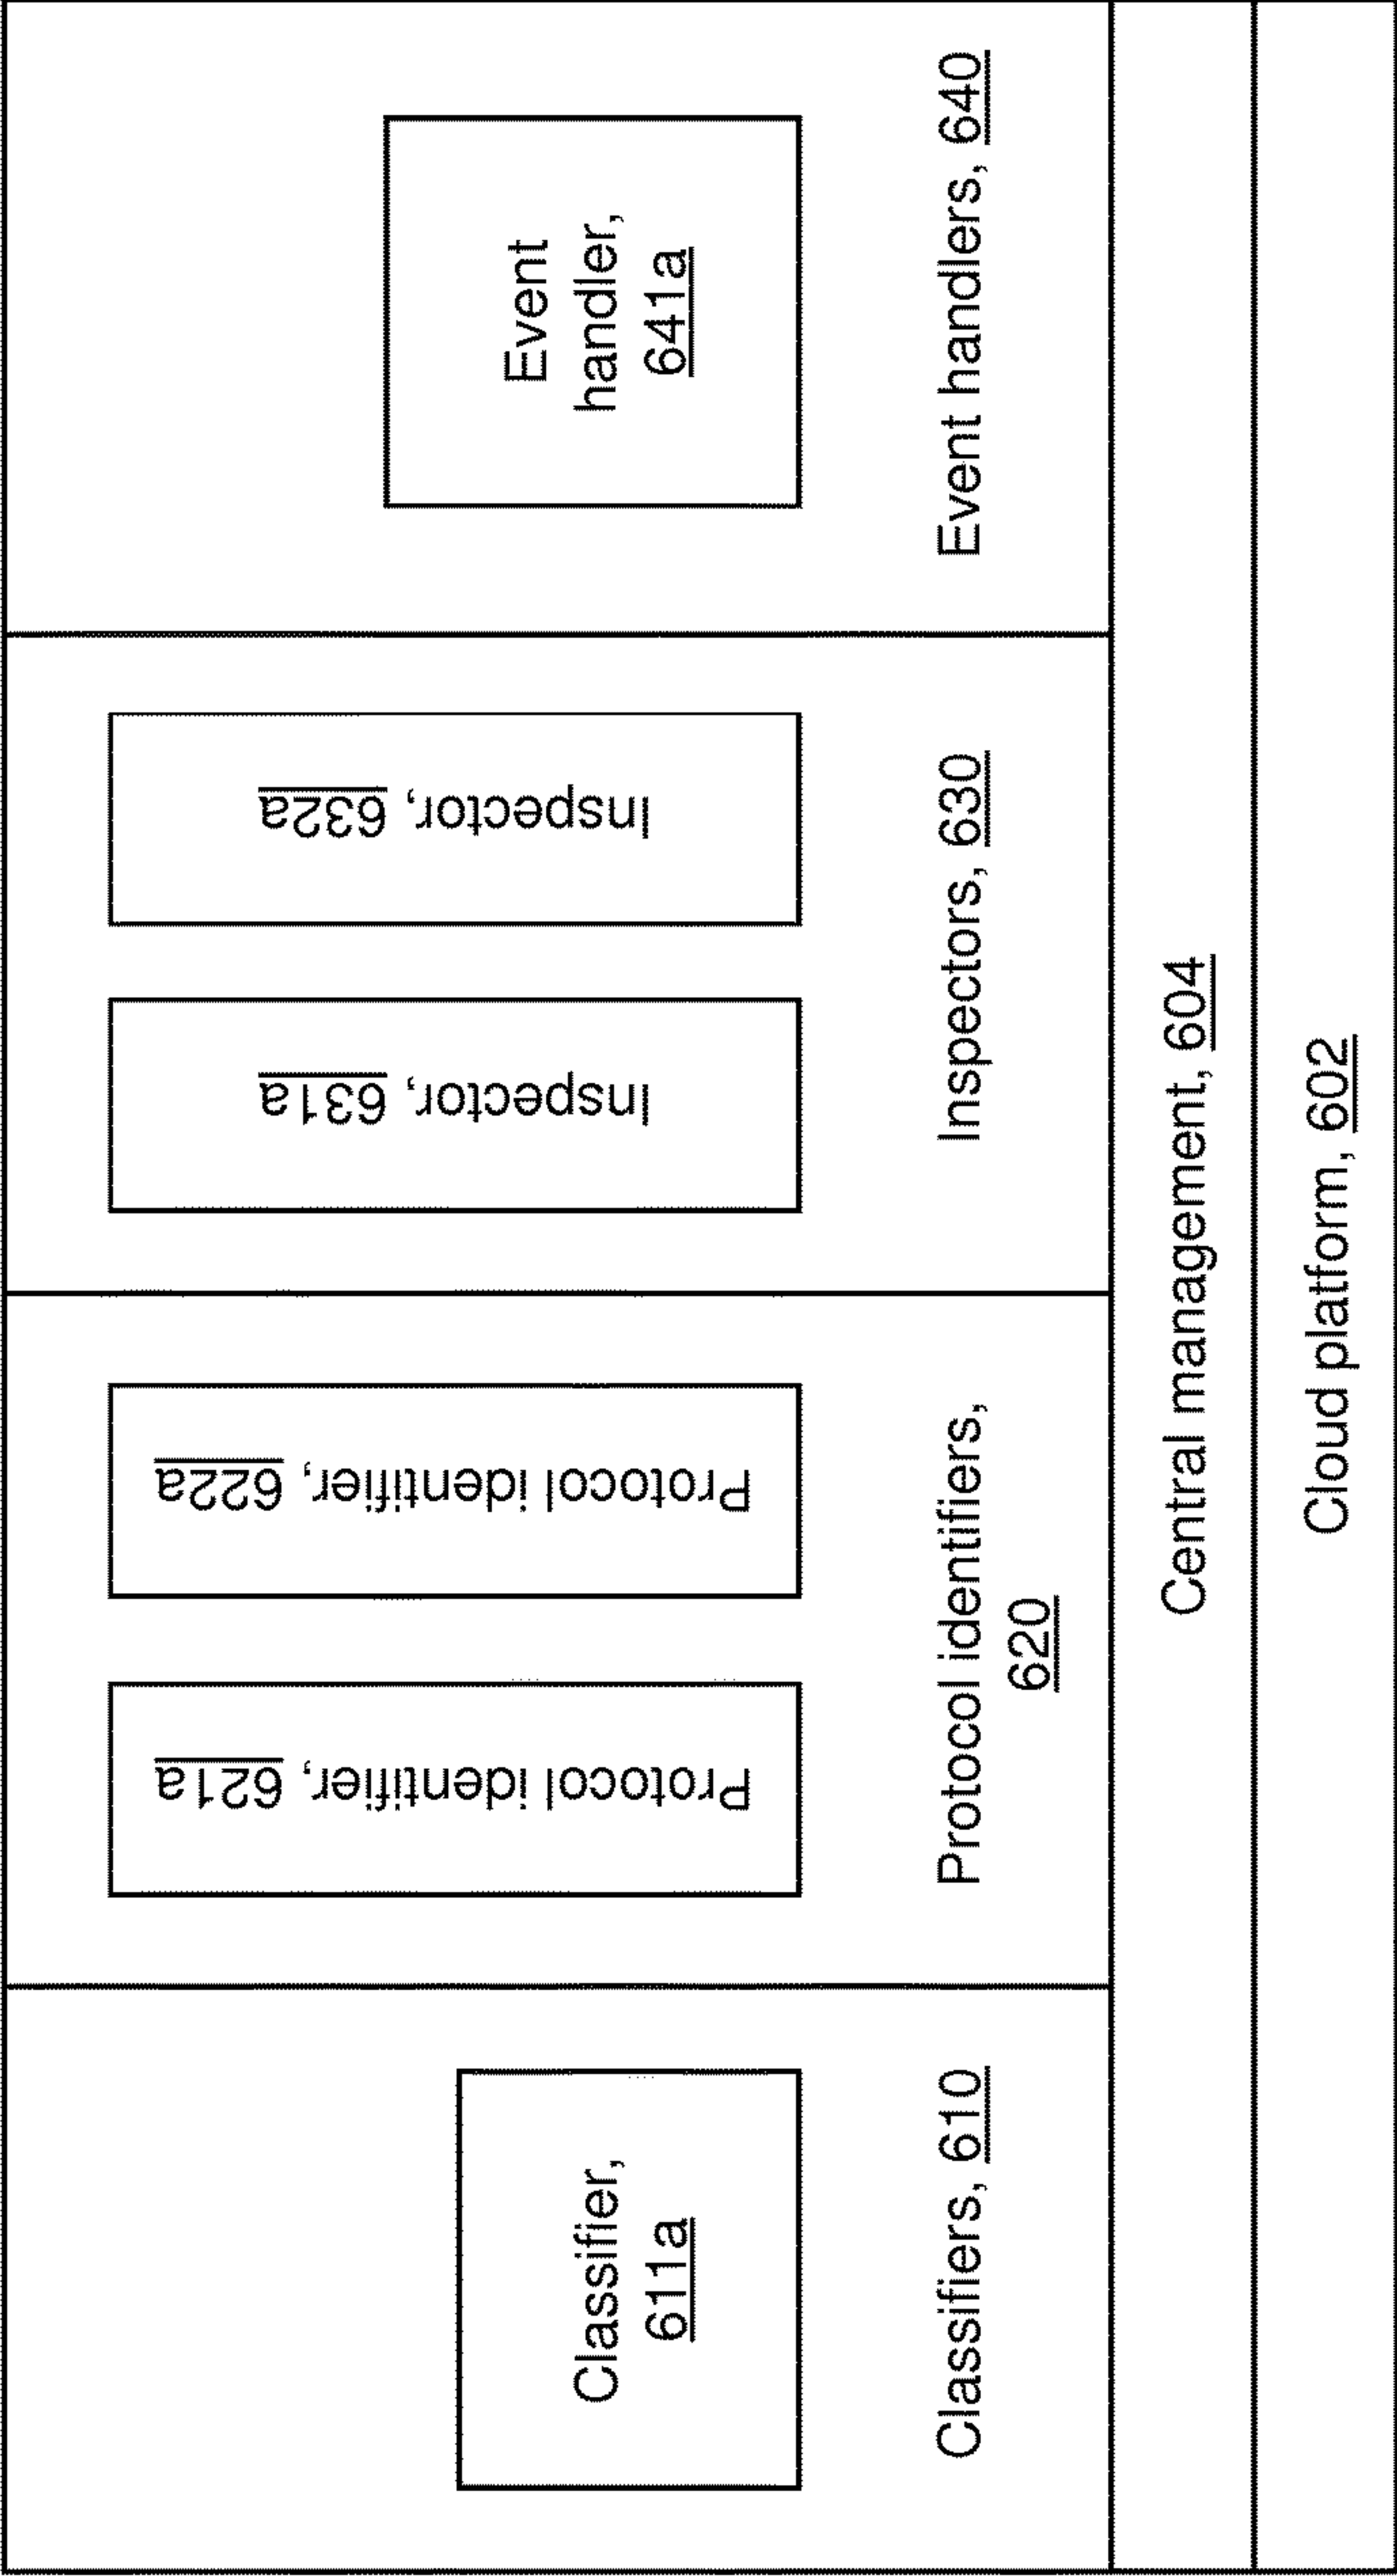 Classifier,
611a
Classifiers, 610
Protocol identifier, 621a
Protocol identifier, 622a
Protocol identifiers,
620
Inspector, 631a
Inspector, 632a
Inspectors, 630
Event
handler,
641a
Event handlers, 640
Central management, 604
Cloud platform, 602